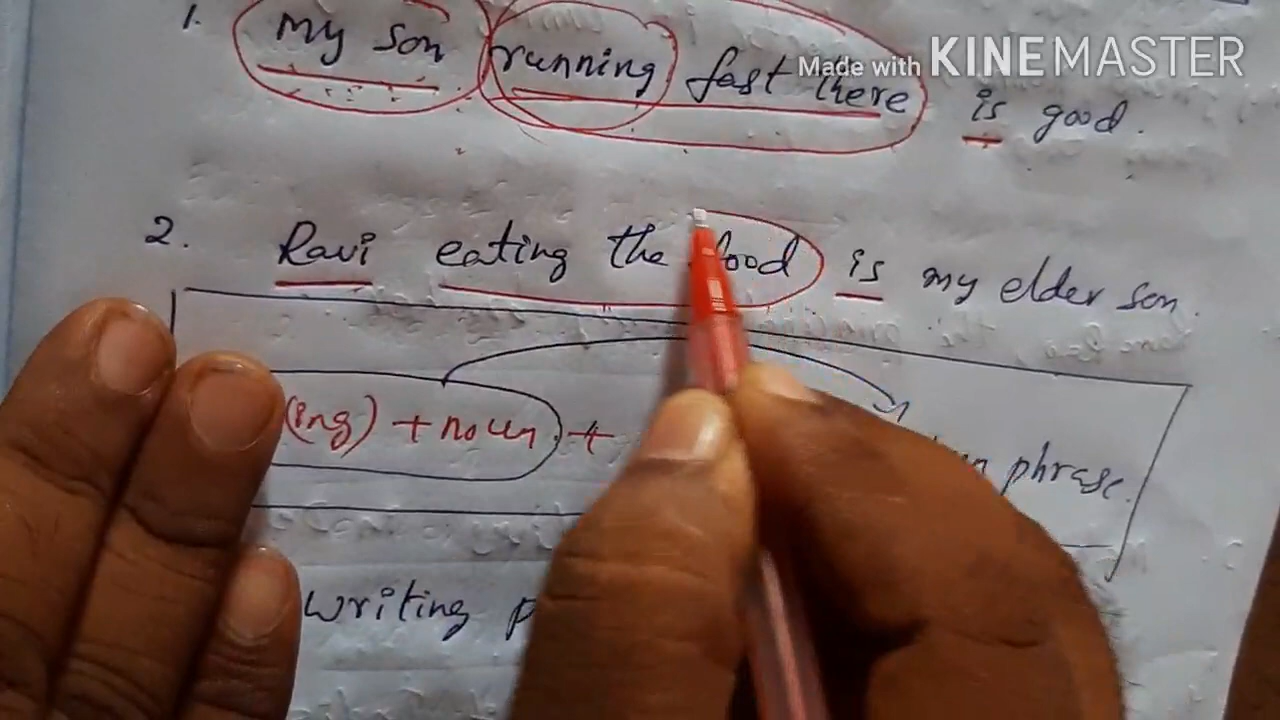 1. my son running fast there is good.
Made with KINEMASTER
2. Ravi eating the food is my elder son.
(ing) + noun + phrase.
writing